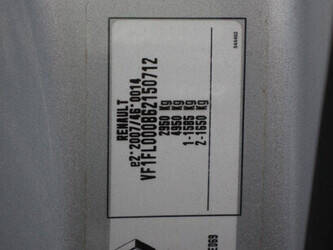 RENAULT
e2*2007/46*0014
VF1FL000862150712
2950 Kg
4950 Kg
1-1585 Kg
2-1650 Kg